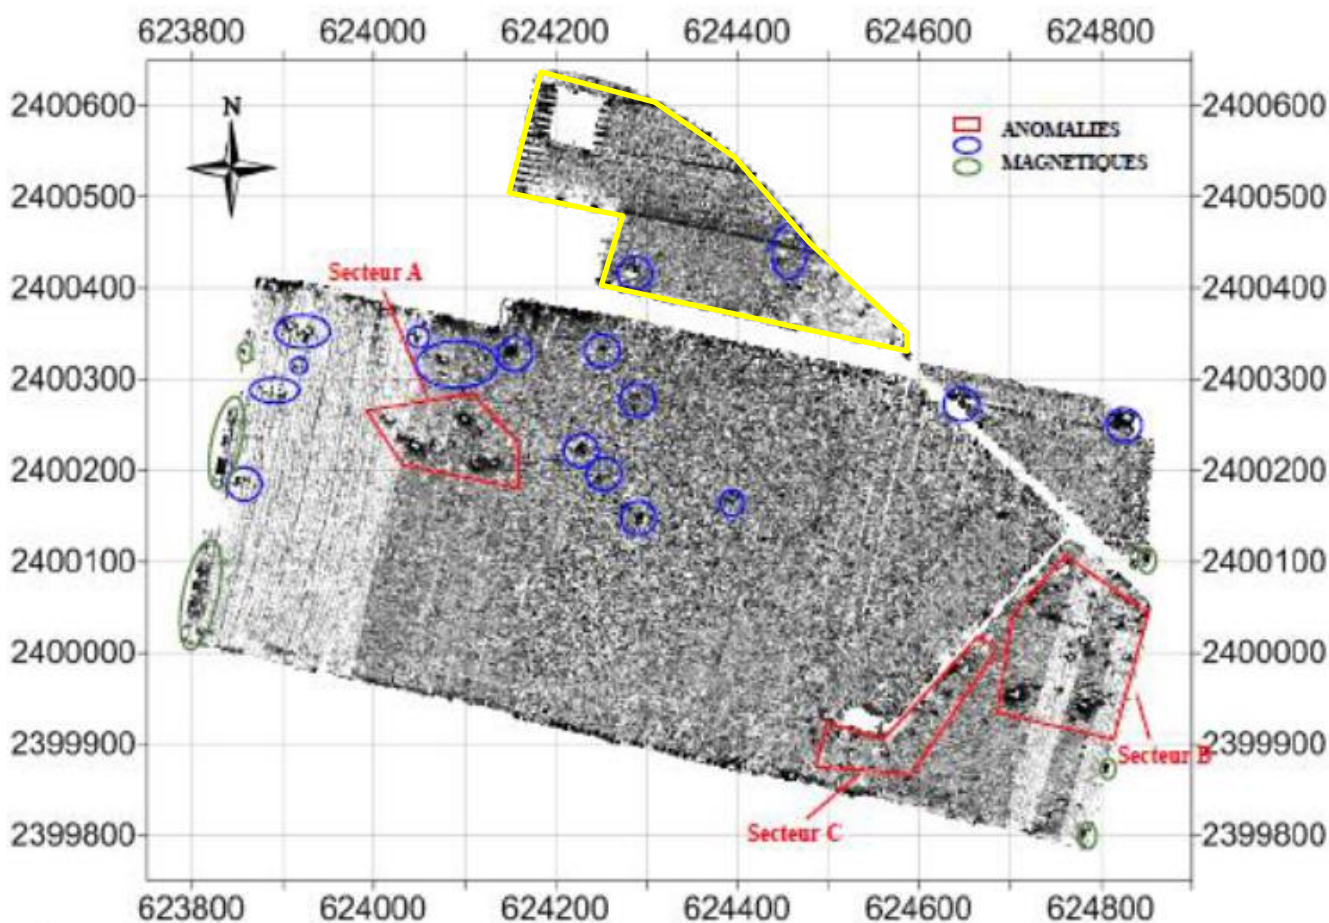 623800 624000 624200 624400 624600 624800
2400600 2400600
N
ANOMALIES
MAGNETIQUES
2400500 2400500
Secteur A
2400400 2400400
2400300 2400300
2400200 2400200
2400100 2400100
2400000 2400000
2399900 2399900
Secteur B
Secteur C
2399800 2399800
623800 624000 624200 624400 624600 624800